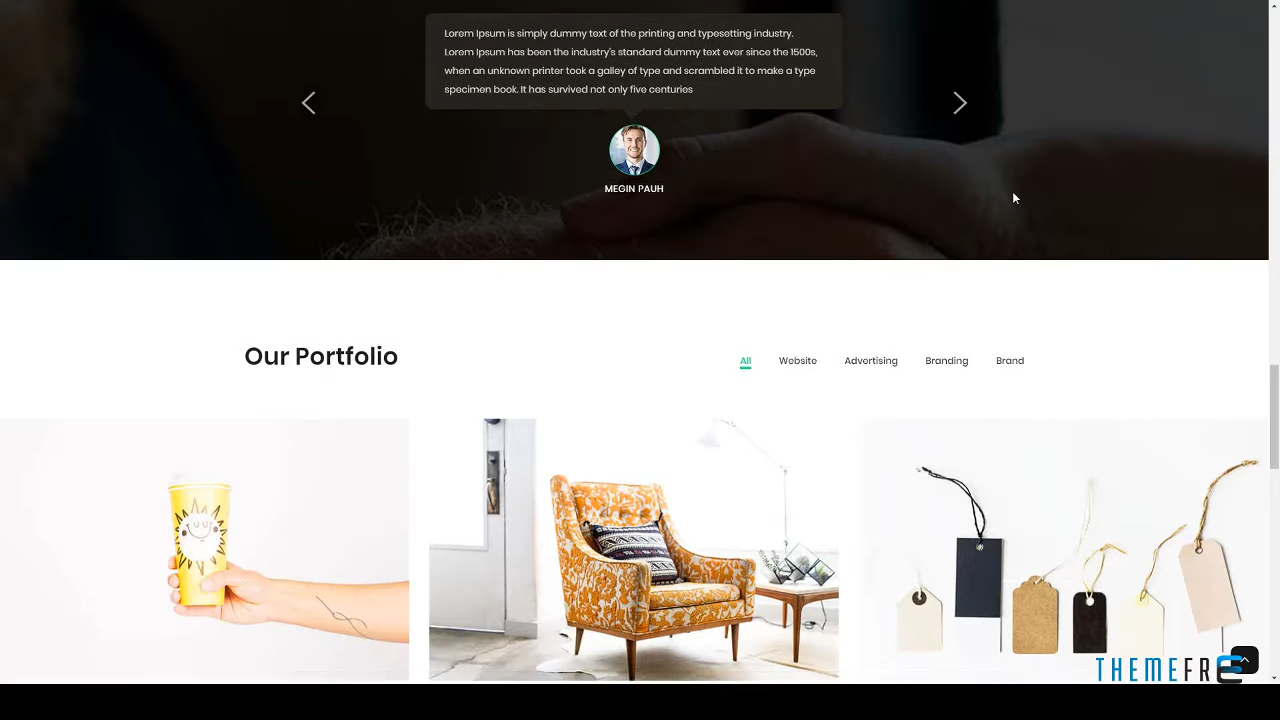 Lorem Ipsum is simply dummy text of the printing and typesetting industry.
Lorem Ipsum has been the industry's standard dummy text ever since the 1500s,
when an unknown printer took a galley of type and scrambled it to make a type
specimen book. It has survived not only five centuries
MEGIN PAUH
Our Portfolio
All Website Advertising Branding Brand
THEMEFRE